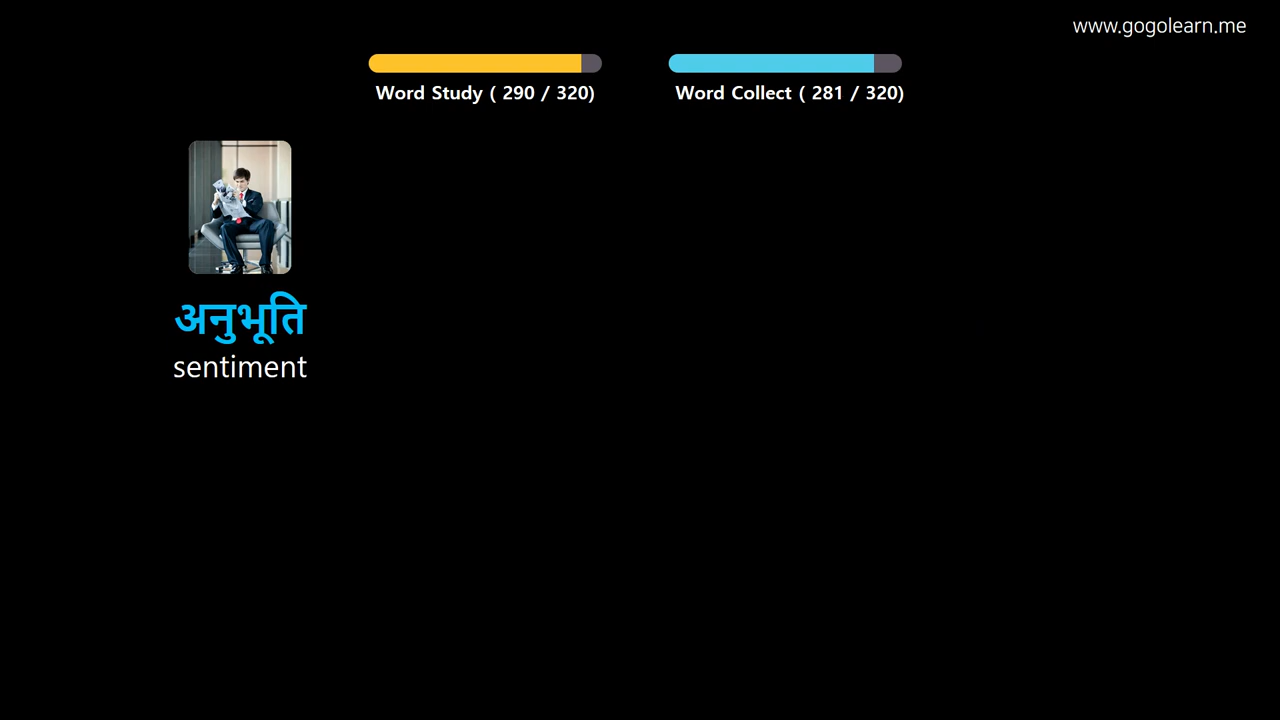 www.gogolearn.me
Word Study ( 290 / 320)
Word Collect ( 281 / 320)
अनुभूति
sentiment